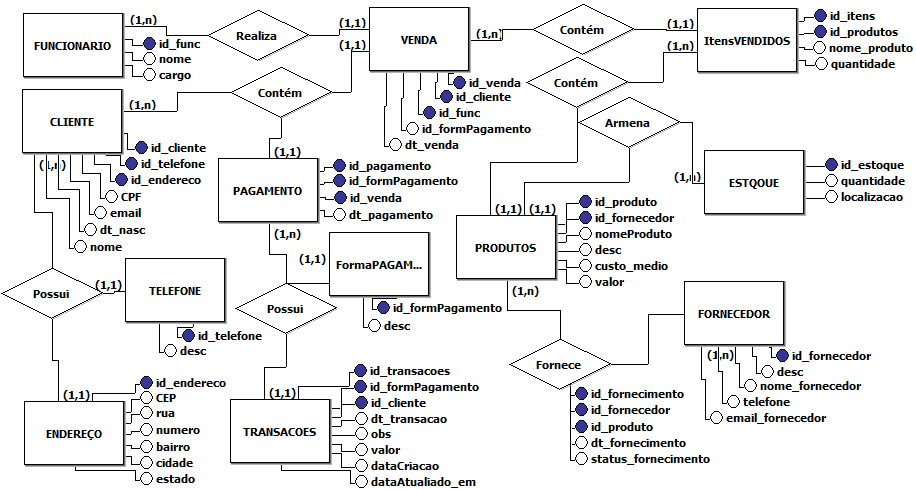 FUNCIONARIO
(1,n)
id_func
nome
cargo
Realiza
(1,1)
VENDA
(1,1)
(1,n)
id_venda
id_cliente
id_func
id_formPagamento
dt_venda
Contém
(1,1)
(1,n)
ItensVENDIDOS
id_itens
id_produtos
nome_produto
quantidade
Contém
Contém
CLIENTE
(1,n)
(1,n)
id_cliente
id_telefone
id_endereco
CPF
email
dt_nasc
nome
(1,1)
PAGAMENTO
id_pagamento
id_formPagamento
id_venda
dt_pagamento
(1,n)
Armena
(1,n)
ESTQOUE
id_estoque
quantidade
localizacao
(1,1)
(1,1)
PRODUTOS
id_produto
id_fornecedor
nomeProduto
desc
custo_medio
valor
(1,n)
Possui
(1,1)
TELEFONE
id_telefone
desc
(1,1)
FormaPAGAM...
id_formPagamento
desc
Possui
FORNECEDOR
(1,n)
id_fornecedor
desc
nome_fornecedor
telefone
email_fornecedor
Fornece
id_fornecimento
id_fornecedor
id_produto
dt_fornecimento
status_fornecimento
(1,1)
ENDEREÇO
id_endereco
CEP
rua
numero
bairro
cidade
estado
(1,1)
TRANSACOES
id_transacoes
id_formPagamento
id_cliente
dt_transacao
obs
valor
dataCriacao
dataAtualiado_em